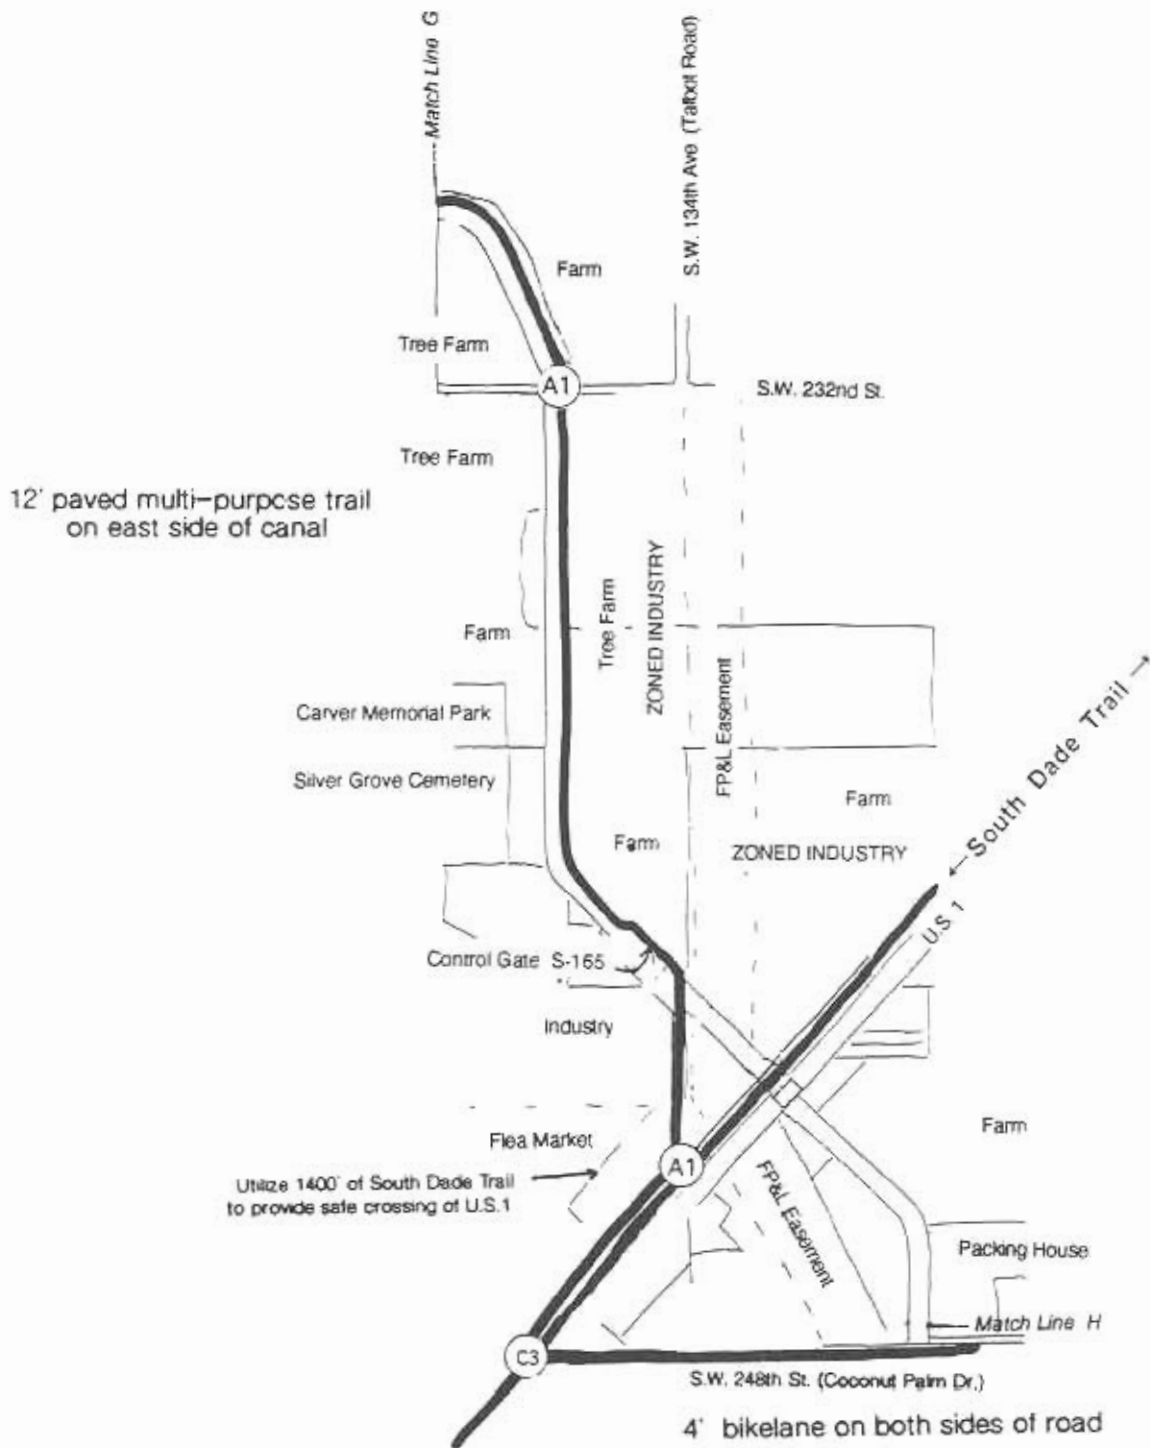 ---Match Line G
S.W. 134th Ave (Talbot Road)
Farm
Tree Farm
A1
S.W. 232nd St.
Tree Farm
12' paved multi-purpose trail
on east side of canal
Farm
Tree Farm
ZONED INDUSTRY
FP&L Easement
Carver Memorial Park
Silver Grove Cemetery
Farm
Farm
ZONED INDUSTRY
South Dade Trail
U.S. 1
Control Gate S-165
Industry
Flea Market
A1
Farm
Utilize 1400' of South Dade Trail
to provide safe crossing of U.S.1
FP&L Easement
Packing House
Match Line H
C3
S.W. 248th St. (Coconut Palm Dr.)
4' bikelane on both sides of road